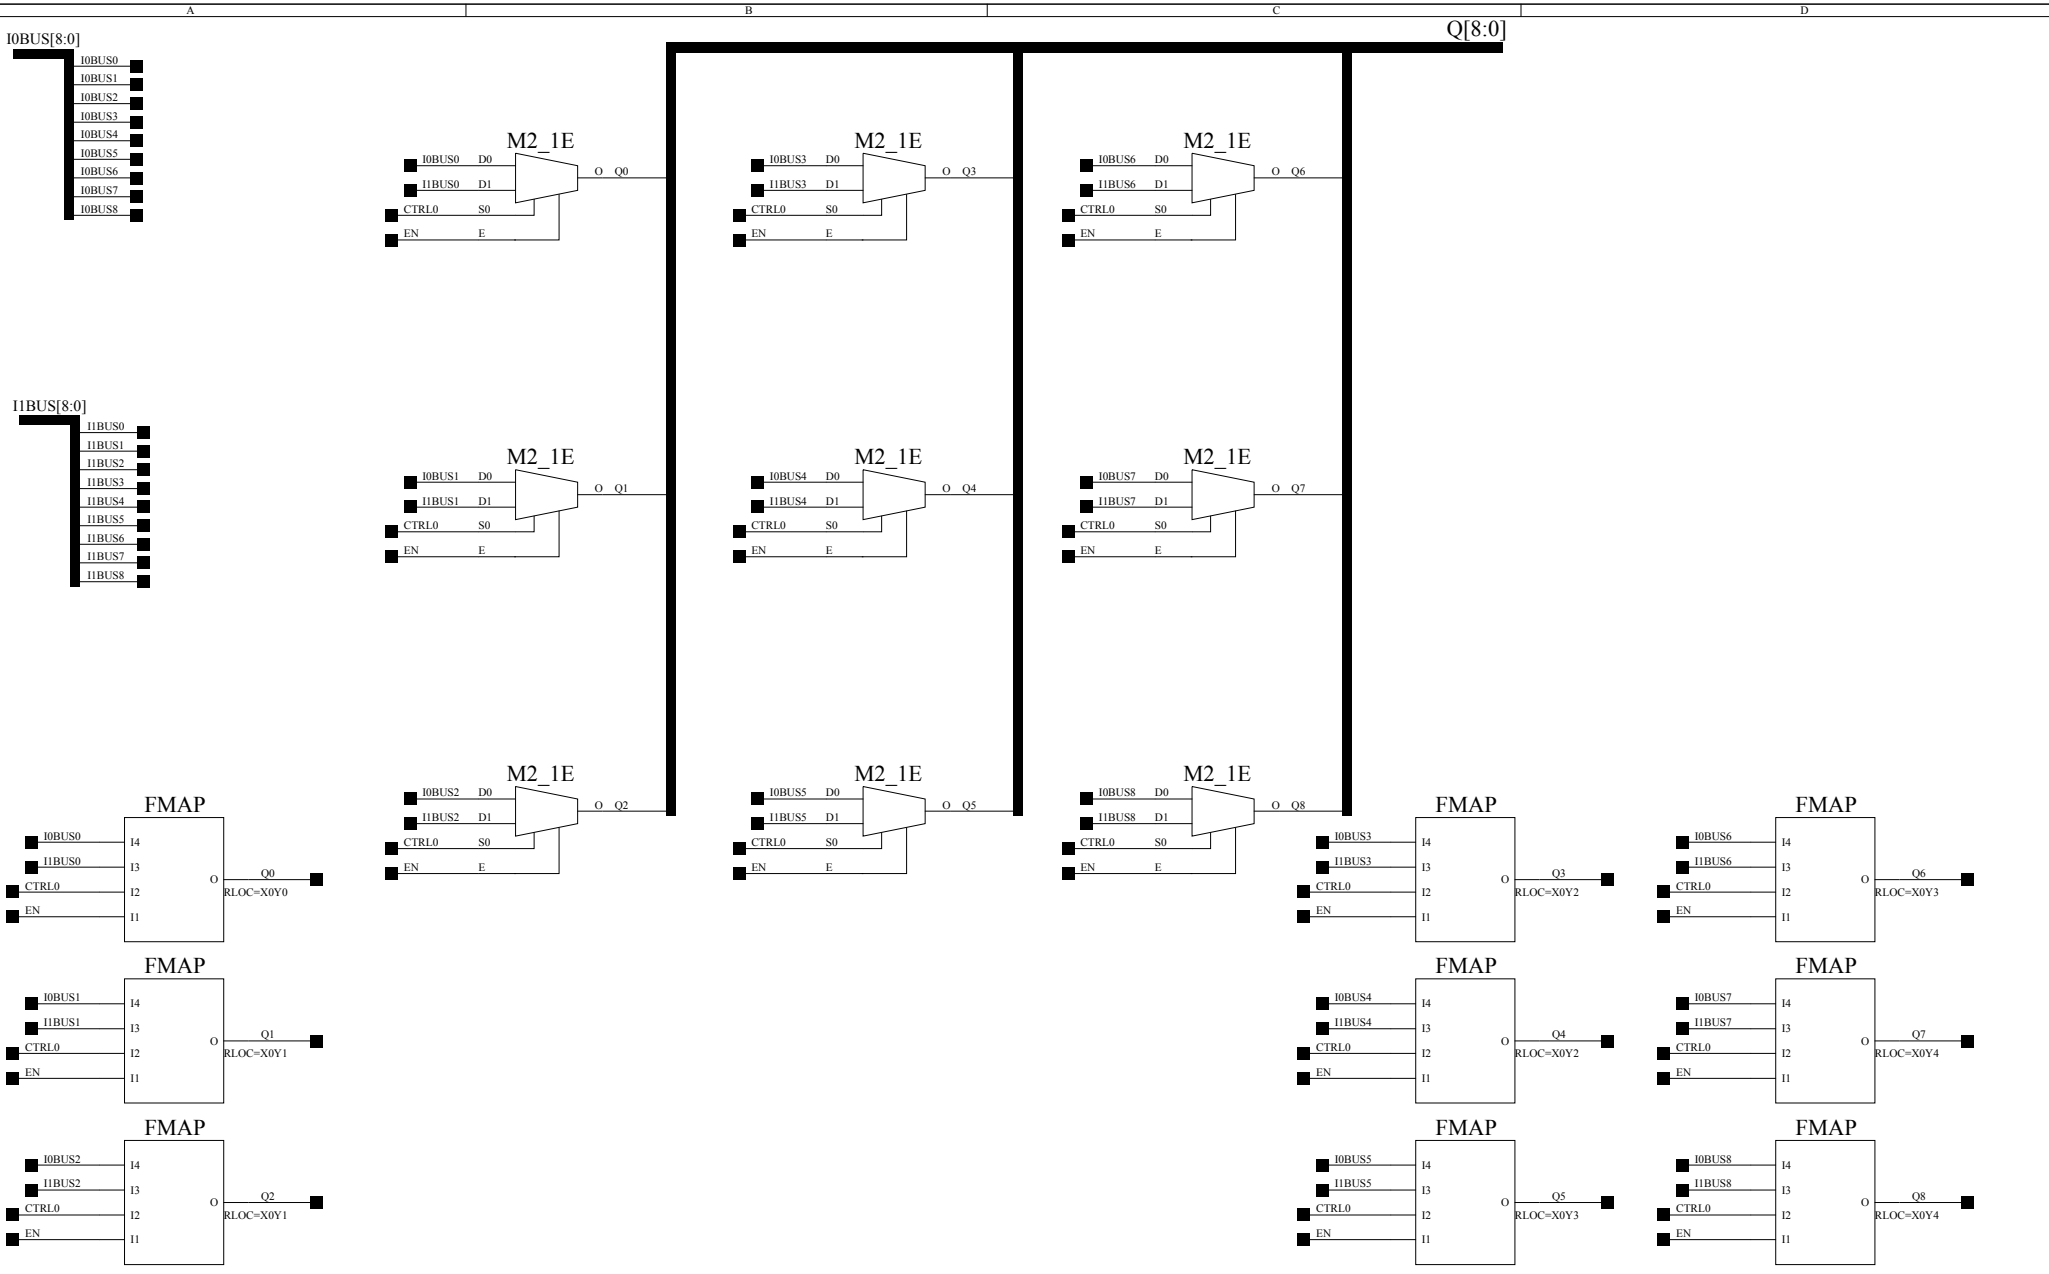 A B C D
Q[8:0]
I0BUS[8:0]
I0BUS0
I0BUS1
I0BUS2
I0BUS3
I0BUS4
I0BUS5
I0BUS6
I0BUS7
I0BUS8
M2_1E
I0BUS0 D0
I1BUS0 D1
CTRL0 S0
EN E
O Q0
M2_1E
I0BUS3 D0
I1BUS3 D1
CTRL0 S0
EN E
O Q3
M2_1E
I0BUS6 D0
I1BUS6 D1
CTRL0 S0
EN E
O Q6
I1BUS[8:0]
I1BUS0
I1BUS1
I1BUS2
I1BUS3
I1BUS4
I1BUS5
I1BUS6
I1BUS7
I1BUS8
M2_1E
I0BUS1 D0
I1BUS1 D1
CTRL0 S0
EN E
O Q1
M2_1E
I0BUS4 D0
I1BUS4 D1
CTRL0 S0
EN E
O Q4
M2_1E
I0BUS7 D0
I1BUS7 D1
CTRL0 S0
EN E
O Q7
M2_1E
I0BUS2 D0
I1BUS2 D1
CTRL0 S0
EN E
O Q2
M2_1E
I0BUS5 D0
I1BUS5 D1
CTRL0 S0
EN E
O Q5
M2_1E
I0BUS8 D0
I1BUS8 D1
CTRL0 S0
EN E
O Q8
FMAP
I0BUS0 I4
I1BUS0 I3
CTRL0 I2
EN I1
O Q0
RLOC=X0Y0
FMAP
I0BUS3 I4
I1BUS3 I3
CTRL0 I2
EN I1
O Q3
RLOC=X0Y2
FMAP
I0BUS6 I4
I1BUS6 I3
CTRL0 I2
EN I1
O Q6
RLOC=X0Y3
FMAP
I0BUS1 I4
I1BUS1 I3
CTRL0 I2
EN I1
O Q1
RLOC=X0Y1
FMAP
I0BUS4 I4
I1BUS4 I3
CTRL0 I2
EN I1
O Q4
RLOC=X0Y2
FMAP
I0BUS7 I4
I1BUS7 I3
CTRL0 I2
EN I1
O Q7
RLOC=X0Y4
FMAP
I0BUS2 I4
I1BUS2 I3
CTRL0 I2
EN I1
O Q2
RLOC=X0Y1
FMAP
I0BUS5 I4
I1BUS5 I3
CTRL0 I2
EN I1
O Q5
RLOC=X0Y3
FMAP
I0BUS8 I4
I1BUS8 I3
CTRL0 I2
EN I1
O Q8
RLOC=X0Y4